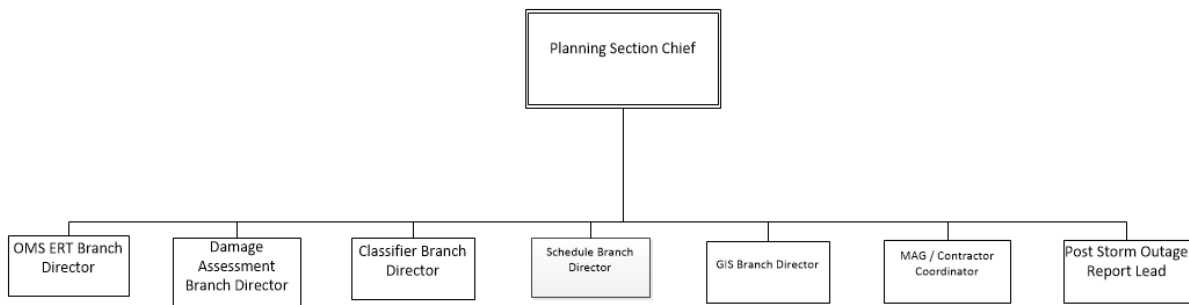 Planning Section Chief
OMS ERT Branch
Director
Damage
Assessment
Branch Director
Classifier Branch
Director
Schedule Branch
Director
GIS Branch Director
MAG / Contractor
Coordinator
Post Storm Outage
Report Lead